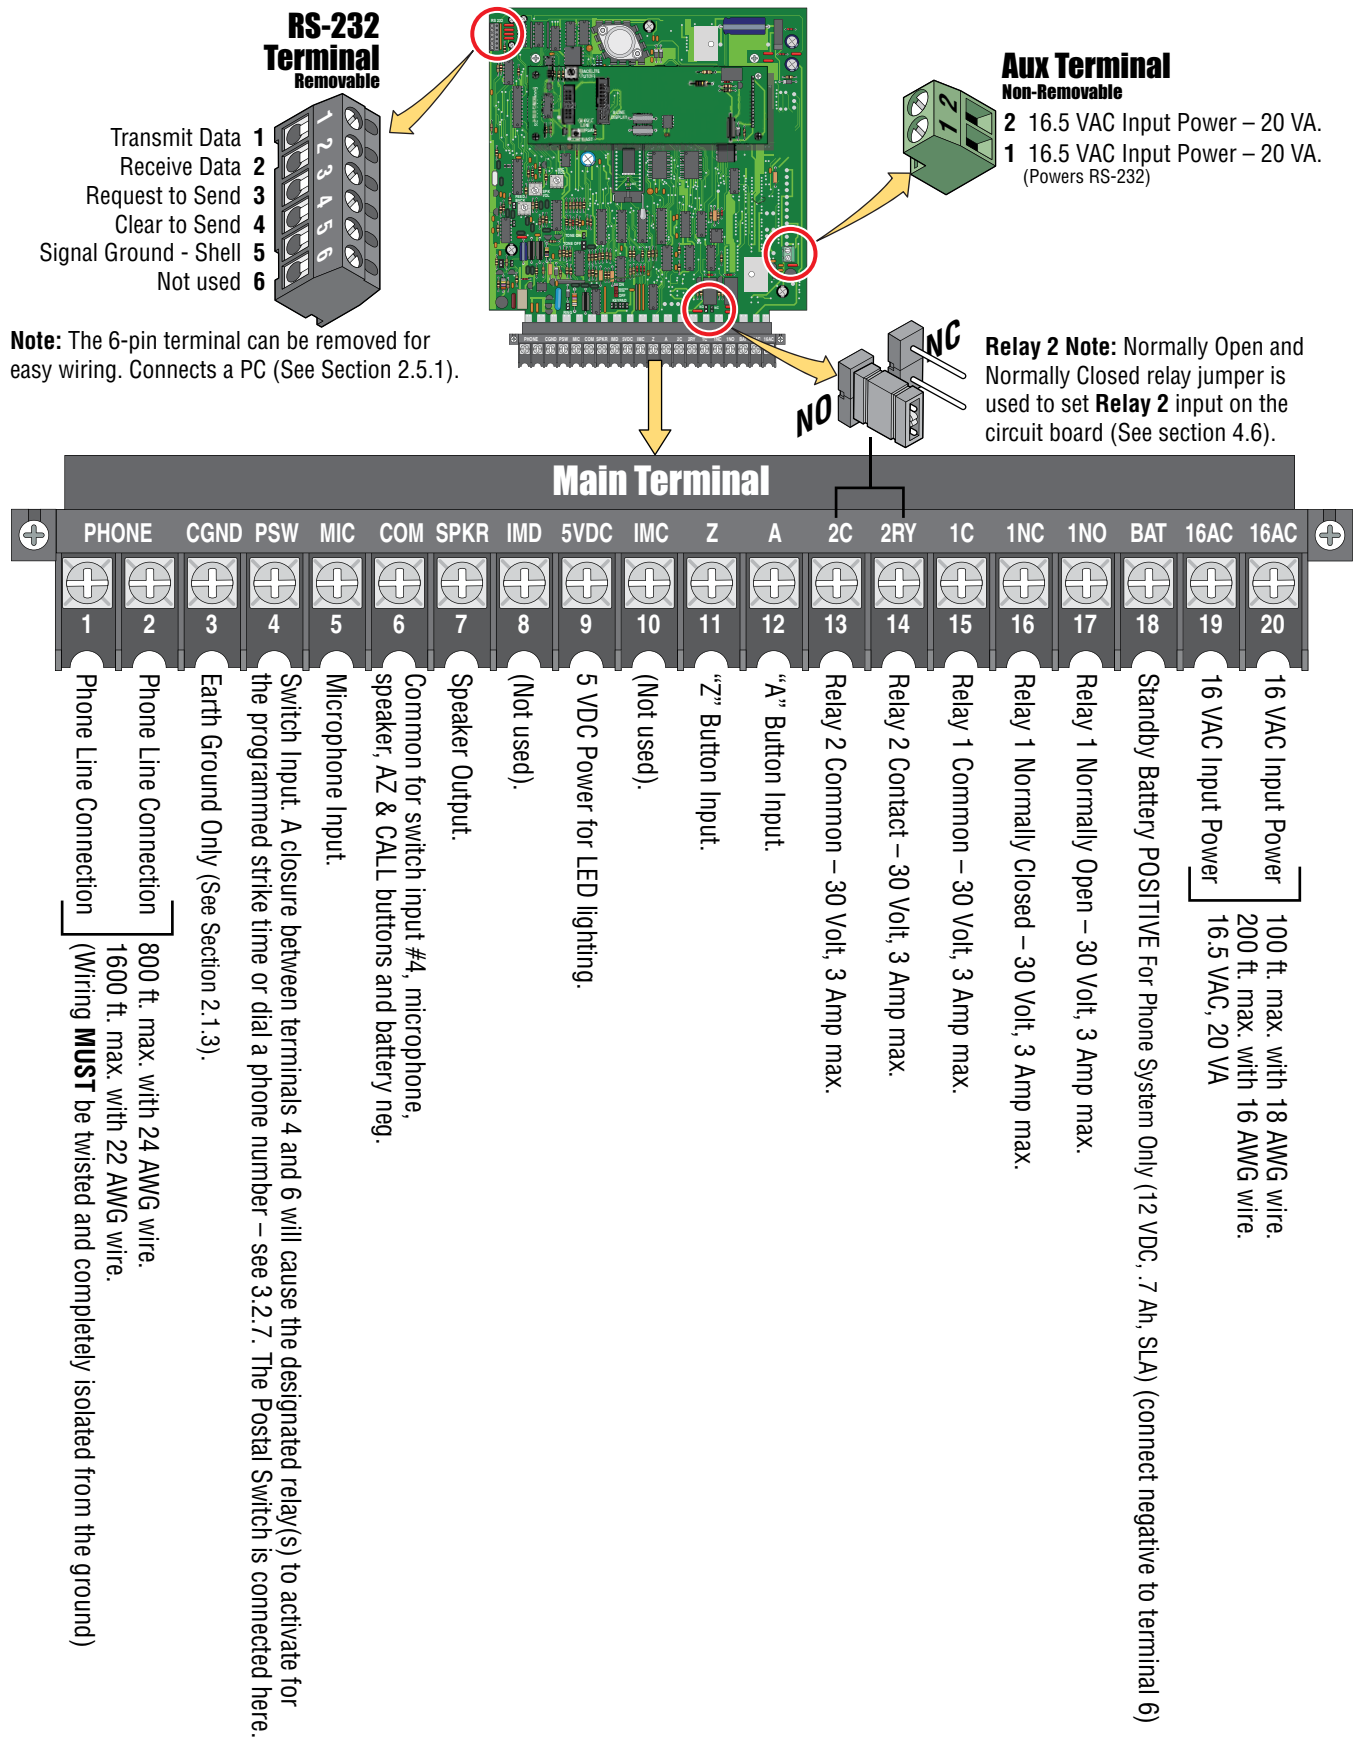 RS-232
Terminal
Removable
Transmit Data 1
Receive Data 2
Request to Send 3
Clear to Send 4
Signal Ground - Shell 5
Not used 6
1
2
3
4
5
6
Note: The 6-pin terminal can be removed for
easy wiring. Connects a PC (See Section 2.5.1).
Aux Terminal
Non-Removable
2 16.5 VAC Input Power – 20 VA.
1 16.5 VAC Input Power – 20 VA.
(Powers RS-232)
2
1
NC
NO
Relay 2 Note: Normally Open and
Normally Closed relay jumper is
used to set Relay 2 input on the
circuit board (See section 4.6).
Main Terminal
PHONE CGND PSW MIC COM SPKR IMD 5VDC IMC Z A 2C 2RY 1C 1NC 1NO BAT 16AC 16AC
1 2 3 4 5 6 7 8 9 10 11 12 13 14 15 16 17 18 19 20
Phone Line Connection
Phone Line Connection
800 ft. max. with 24 AWG wire.
1600 ft. max. with 22 AWG wire.
(Wiring MUST be twisted and completely isolated from the ground)
Earth Ground Only (See Section 2.1.3).
Switch Input. A closure between terminals 4 and 6 will cause the designated relay(s) to activate for
the programmed strike time or dial a phone number – see 3.2.7. The Postal Switch is connected here.
Microphone Input.
Common for switch input #4, microphone,
speaker, AZ & CALL buttons and battery neg.
Speaker Output.
(Not used).
5 VDC Power for LED lighting.
(Not used).
“Z” Button Input.
“A” Button Input.
Relay 2 Common – 30 Volt, 3 Amp max.
Relay 2 Contact – 30 Volt, 3 Amp max.
Relay 1 Common – 30 Volt, 3 Amp max.
Relay 1 Normally Closed – 30 Volt, 3 Amp max.
Relay 1 Normally Open – 30 Volt, 3 Amp max.
Standby Battery POSITIVE For Phone System Only (12 VDC, .7 Ah, SLA) (connect negative to terminal 6)
16 VAC Input Power
16 VAC Input Power
100 ft. max. with 18 AWG wire.
200 ft. max. with 16 AWG wire.
16.5 VAC, 20 VA